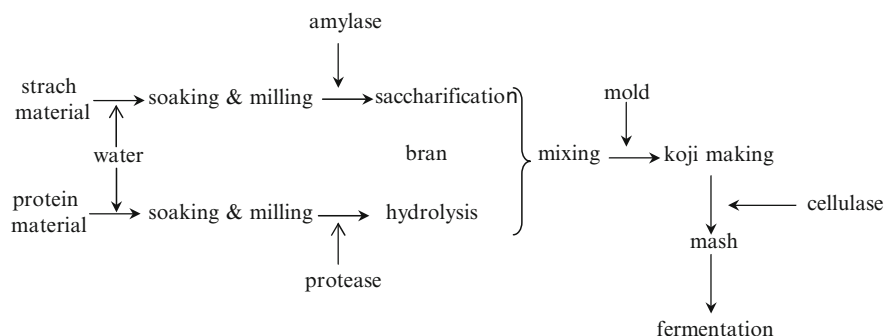 amylase
strach
material
soaking & milling
saccharification
mold
water
bran
mixing
koji making
protein
material
soaking & milling
hydrolysis
cellulase
mash
protease
fermentation